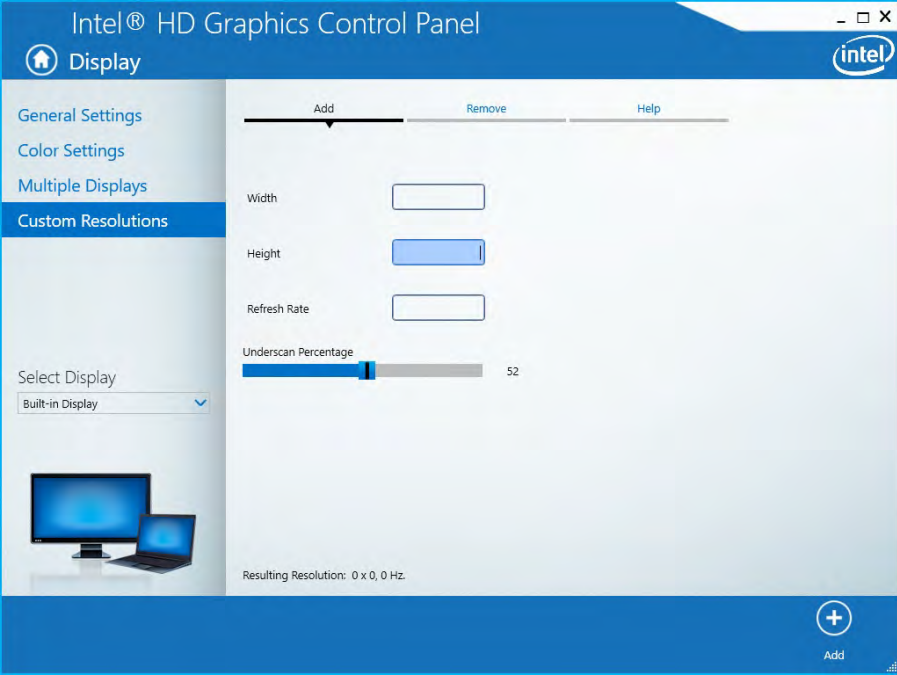 Intel® HD Graphics Control Panel
Display
intel
General Settings
Color Settings
Multiple Displays
Custom Resolutions
Select Display
Built-in Display
Add
Remove
Help
Width
Height
Refresh Rate
Underscan Percentage
52
Resulting Resolution: 0 x 0, 0 Hz.
Add